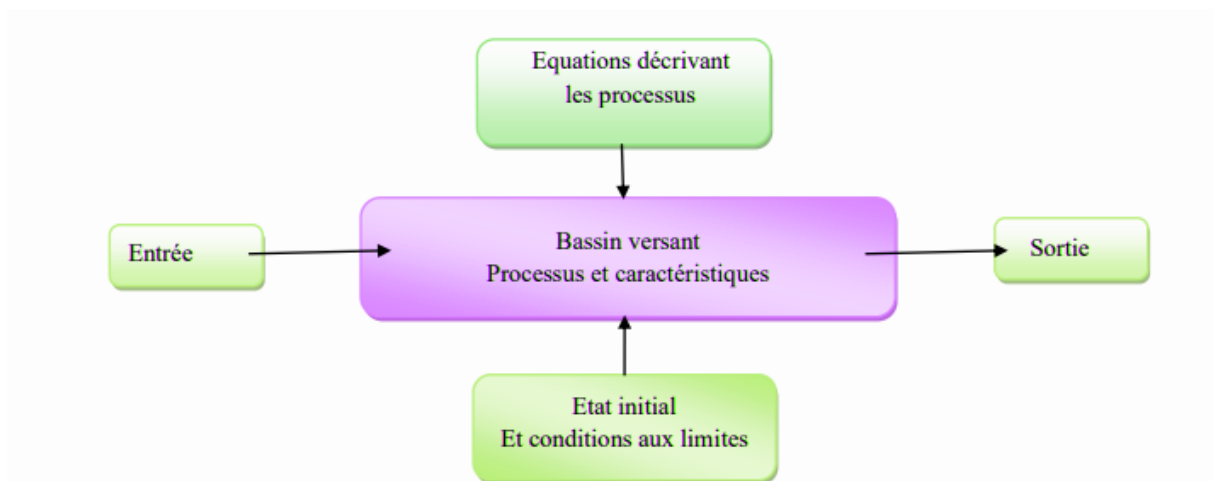 Equations décrivant
les processus
Entrée
Bassin versant
Processus et caractéristiques
Sortie
Etat initial
Et conditions aux limites